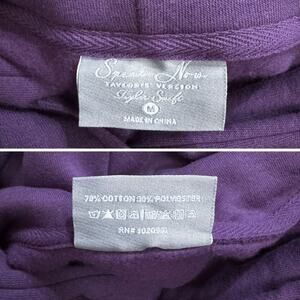 Speak Now
TAYLOR'S VERSION
Taylor Swift
M
MADE IN CHINA
70% COTTON 30% POLYESTER